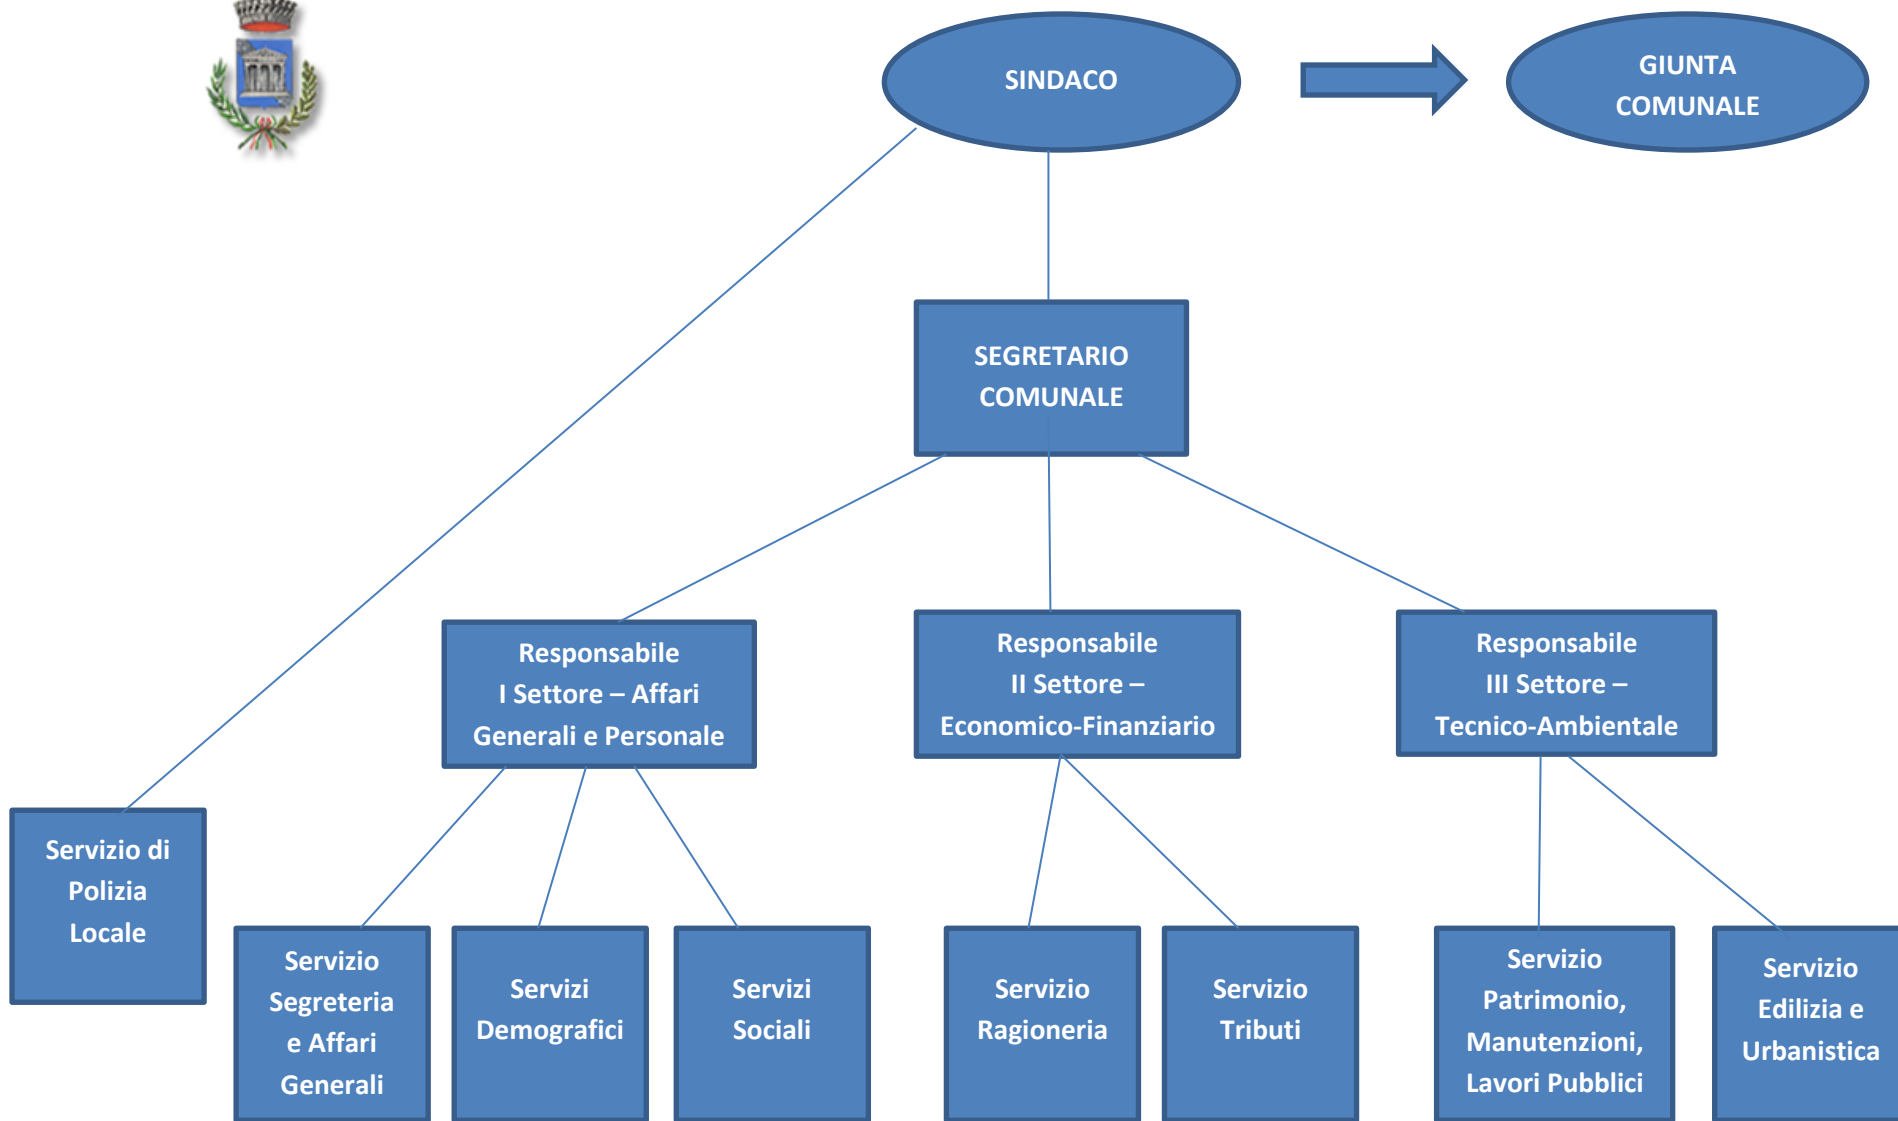 SINDACO
GIUNTA
COMUNALE
SEGRETARIO
COMUNALE
Responsabile
I Settore – Affari
Generali e Personale
Responsabile
II Settore –
Economico-Finanziario
Responsabile
III Settore –
Tecnico-Ambientale
Servizio di
Polizia
Locale
Servizio
Segreteria
e Affari
Generali
Servizi
Demografici
Servizi
Sociali
Servizio
Ragioneria
Servizio
Tributi
Servizio
Patrimonio,
Manutenzioni,
Lavori Pubblici
Servizio
Edilizia e
Urbanistica